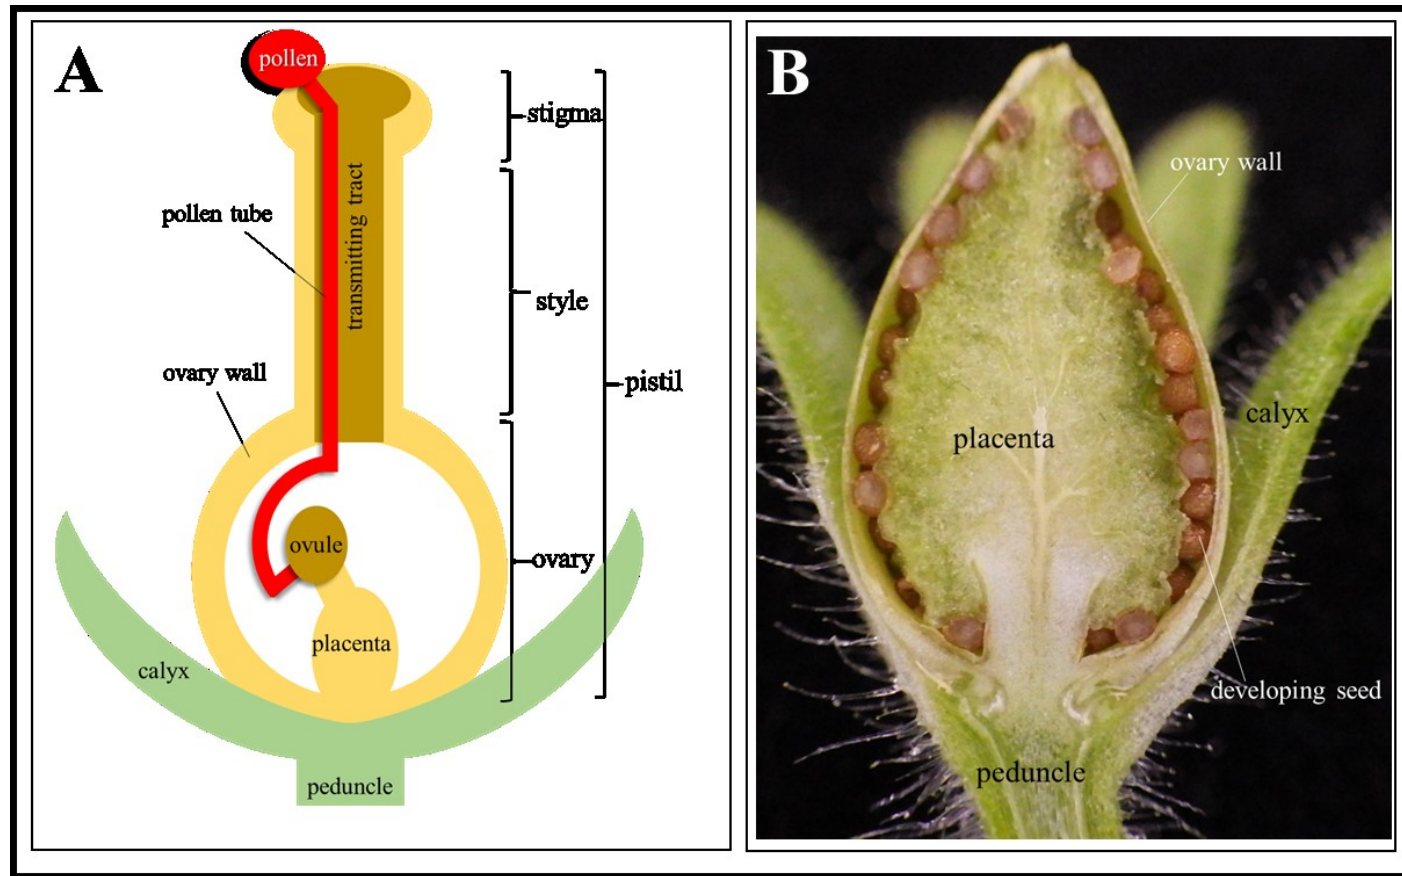 A
pollen
stigma
transmitting tract
pollen tube
style
ovary wall
pistil
ovule
ovary
placenta
calyx
peduncle
B
ovary wall
calyx
placenta
developing seed
peduncle